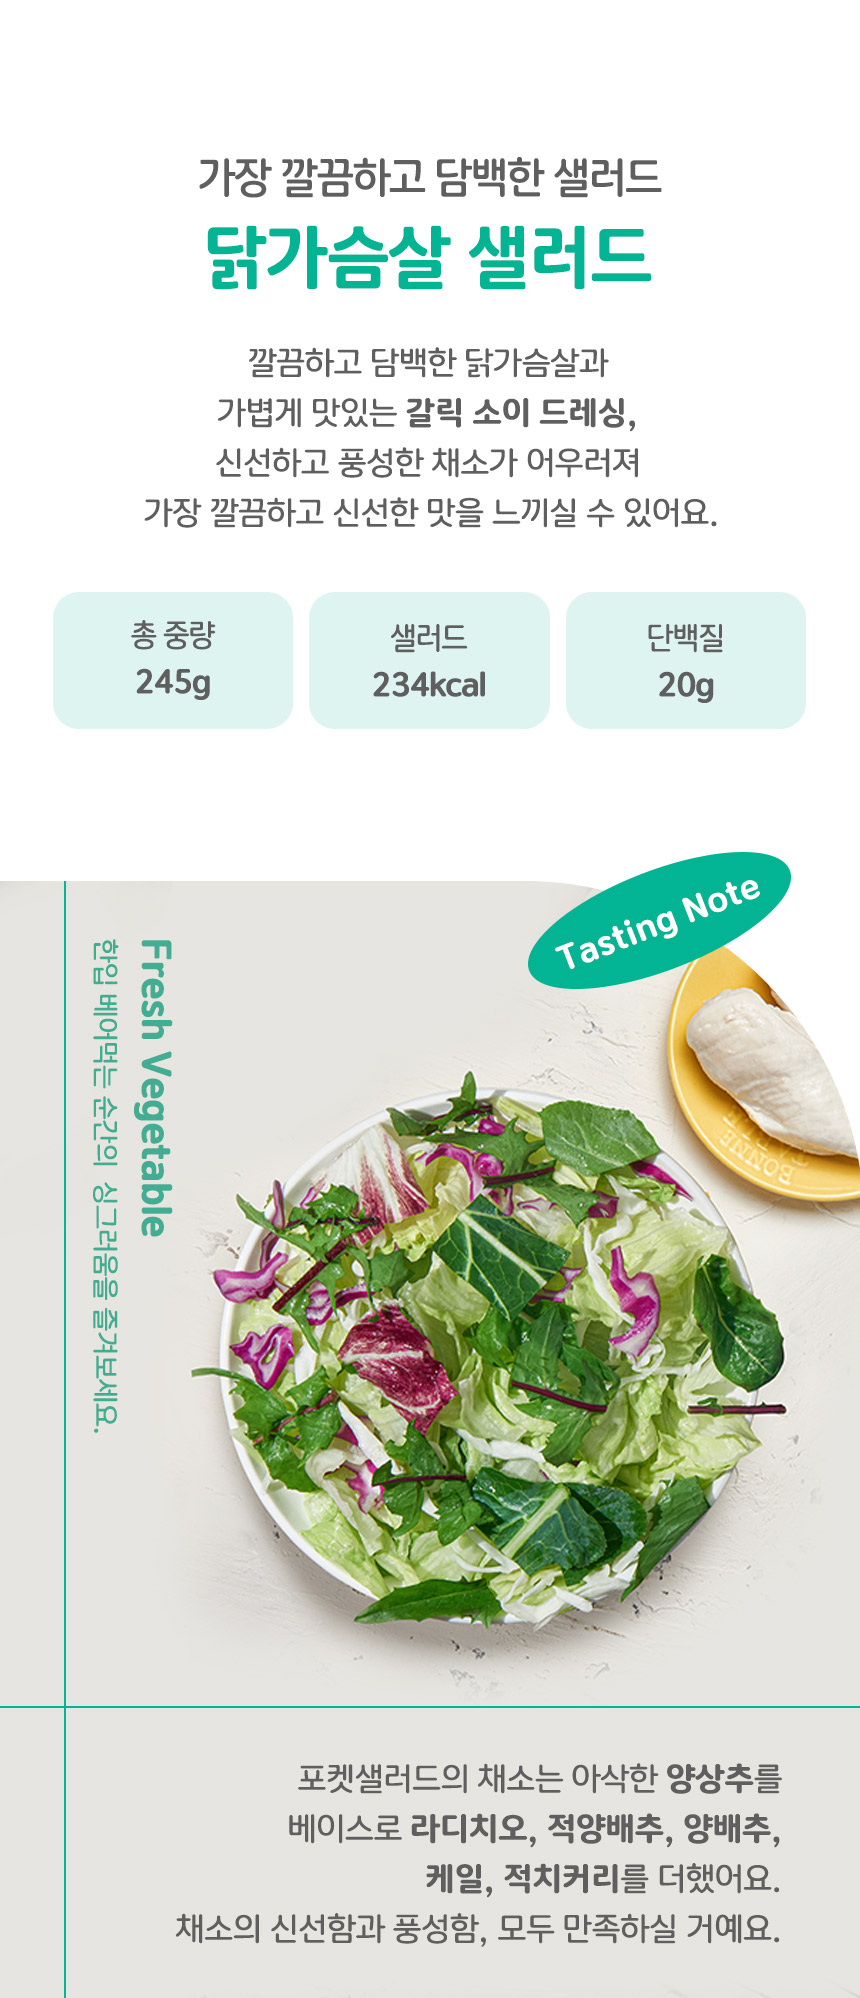 가장 깔끔하고 담백한 샐러드
닭가슴살 샐러드
깔끔하고 담백한 닭가슴살과
가볍게 맛있는 갈릭 소이 드레싱,
신선하고 풍성한 채소가 어우러져
가장 깔끔하고 신선한 맛을 느끼실 수 있어요.
총 중량
245g
샐러드
234kcal
단백질
20g
Tasting Note
Fresh Vegetable
한입 베어먹는 순간의 싱그러움을 즐겨보세요.
BONNE
포켓샐러드의 채소는 아삭한 양상추를
베이스로 라디치오, 적양배추, 양배추,
케일, 적치커리를 더했어요.
채소의 신선함과 풍성함, 모두 만족하실 거예요.